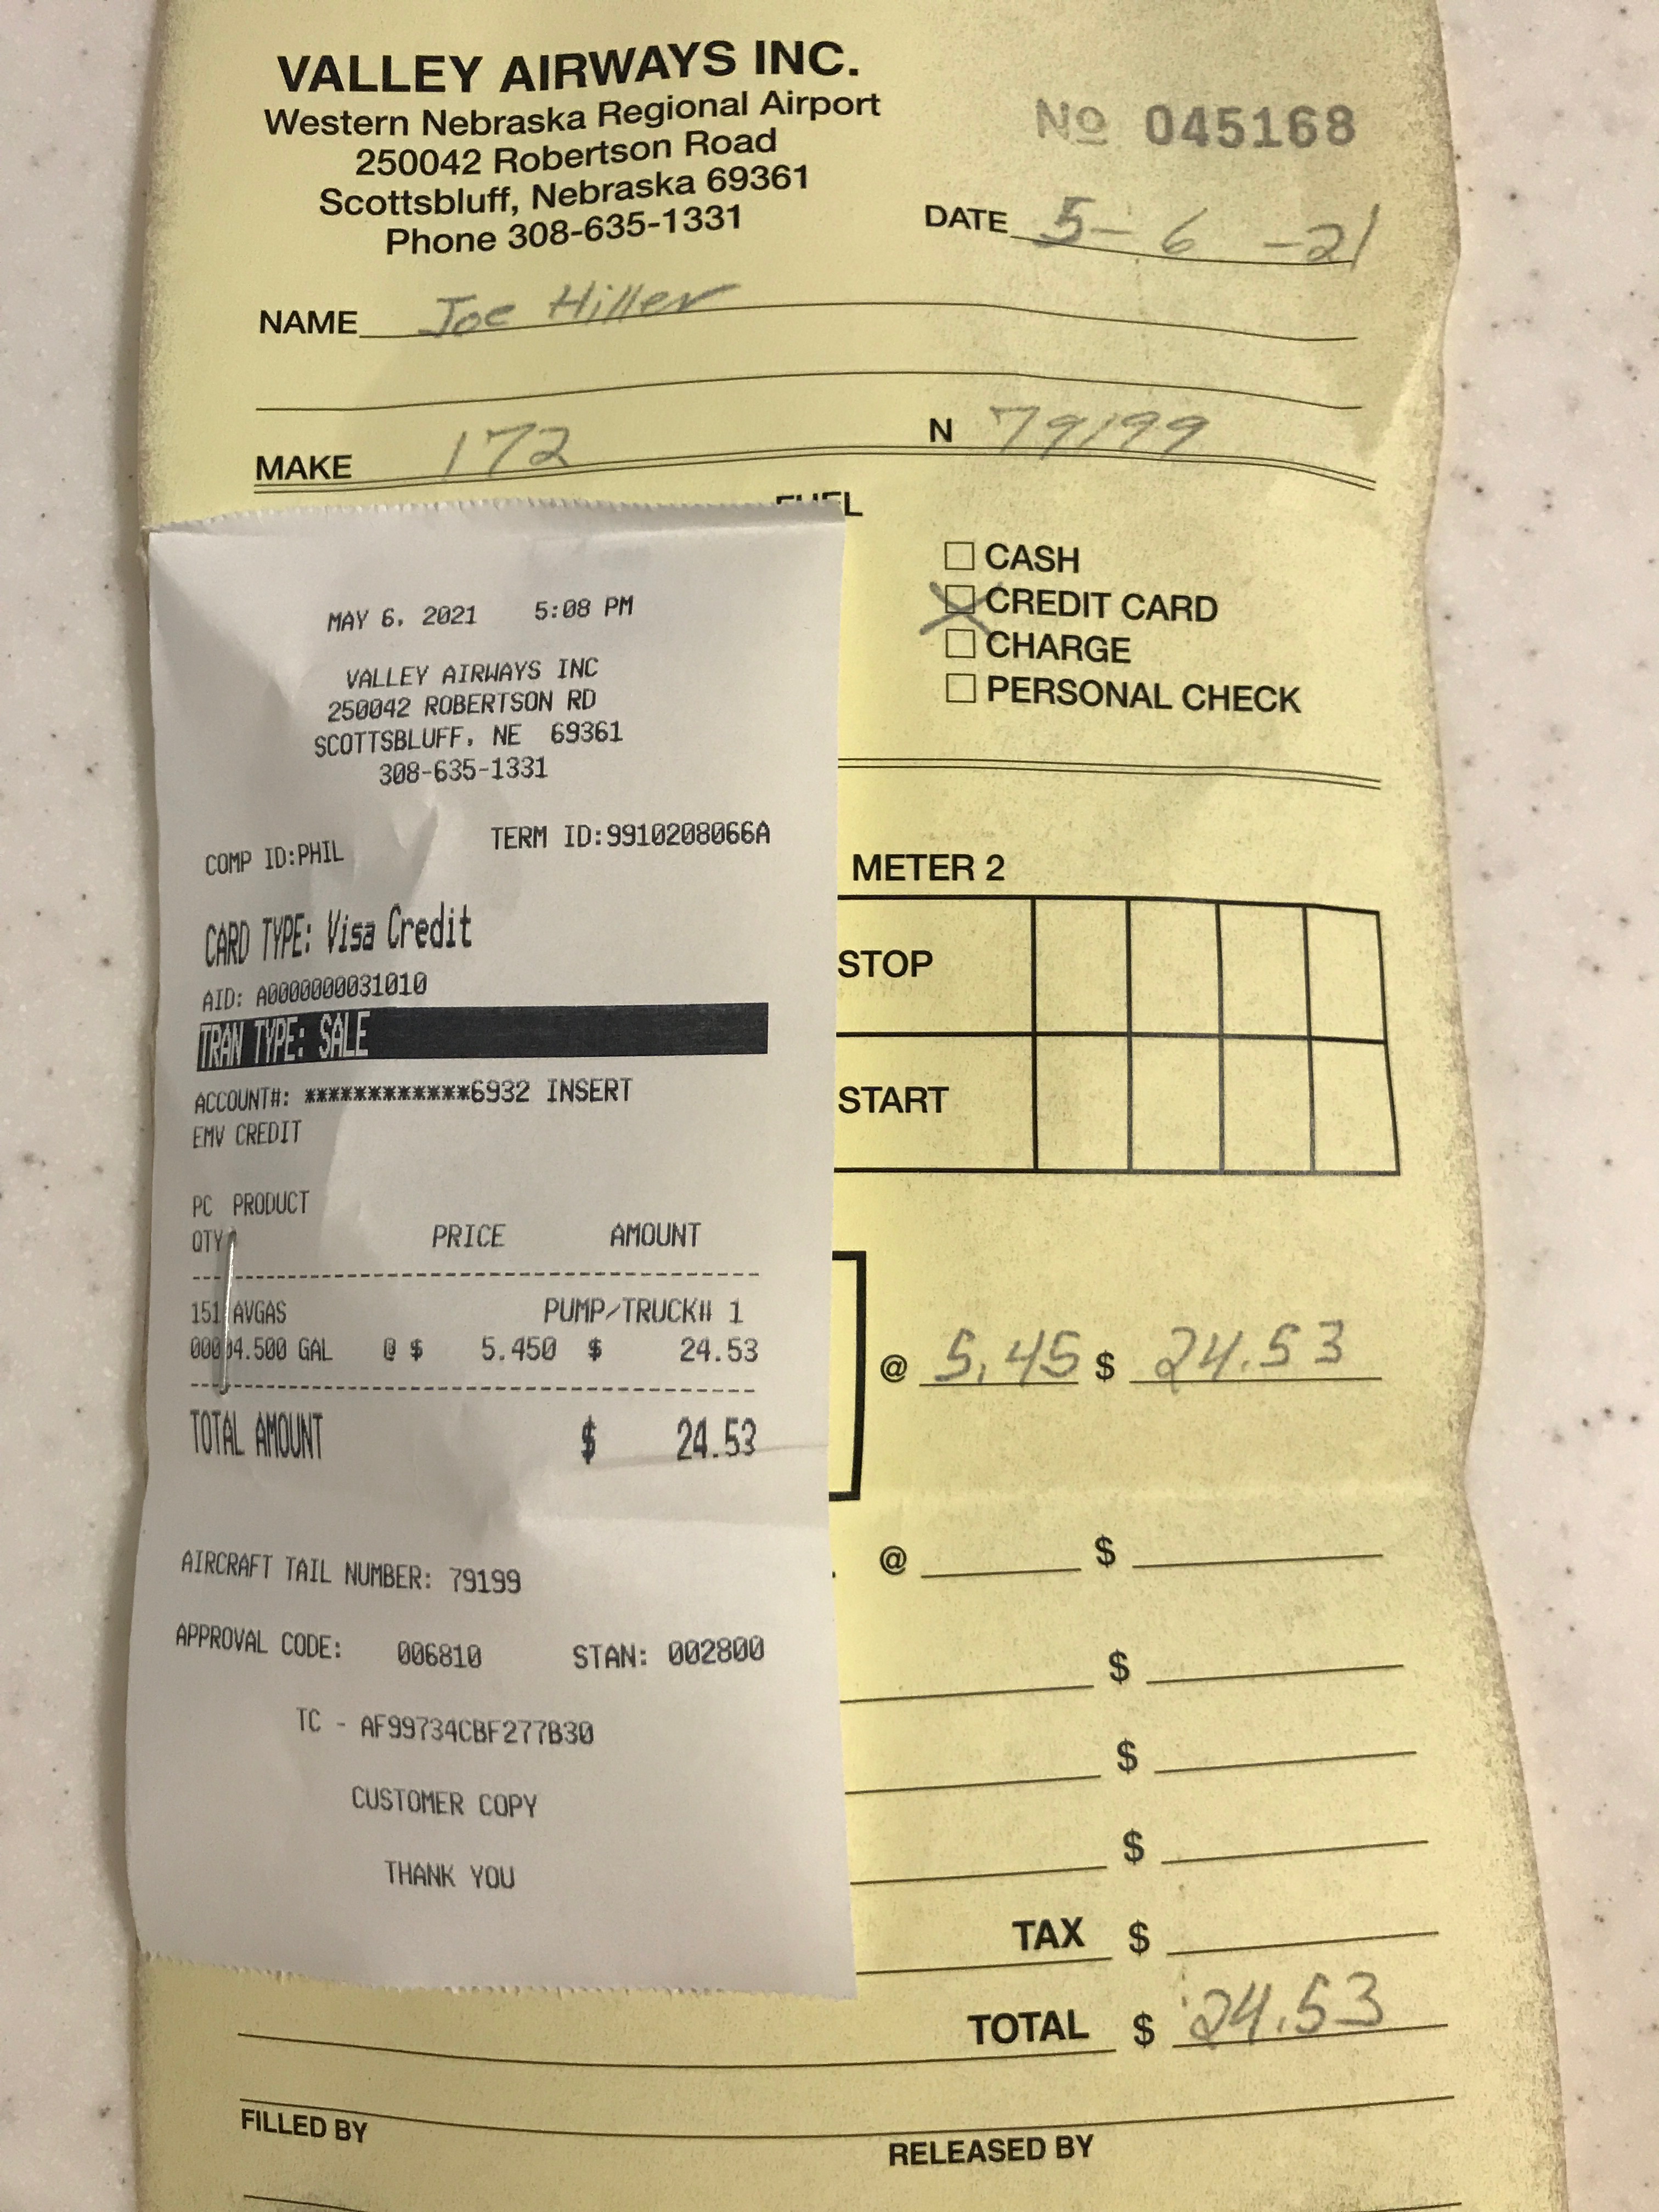 VALLEY AIRWAYS INC.
Western Nebraska Regional Airport
250042 Robertson Road
Scottsbluff, Nebraska 69361
Phone 308-635-1331
No 045168
DATE 5-6-21
NAME Joe Hiller
MAKE 172 N 79199
FUEL
CASH
CREDIT CARD
CHARGE
PERSONAL CHECK
METER 2
STOP
START
@ 5.45 $ 24.53
@ $
$
$
$
TAX $
TOTAL $ 24.53
FILLED BY
RELEASED BY
MAY 6, 2021 5:08 PM
VALLEY AIRWAYS INC
250042 ROBERTSON RD
SCOTTSBLUFF, NE 69361
308-635-1331
COMP ID:PHIL TERM ID:9910208066A
CARD TYPE: Visa Credit
AID: A0000000031010
TRAN TYPE: SALE
ACCOUNT#: ************6932 INSERT
EMV CREDIT
PC PRODUCT
QTY PRICE AMOUNT
151 AVGAS PUMP/TRUCK# 1
00004.500 GAL @ $ 5.450 $ 24.53
TOTAL AMOUNT $ 24.53
AIRCRAFT TAIL NUMBER: 79199
APPROVAL CODE: 006810 STAN: 002800
TC - AF99734CBF277B30
CUSTOMER COPY
THANK YOU